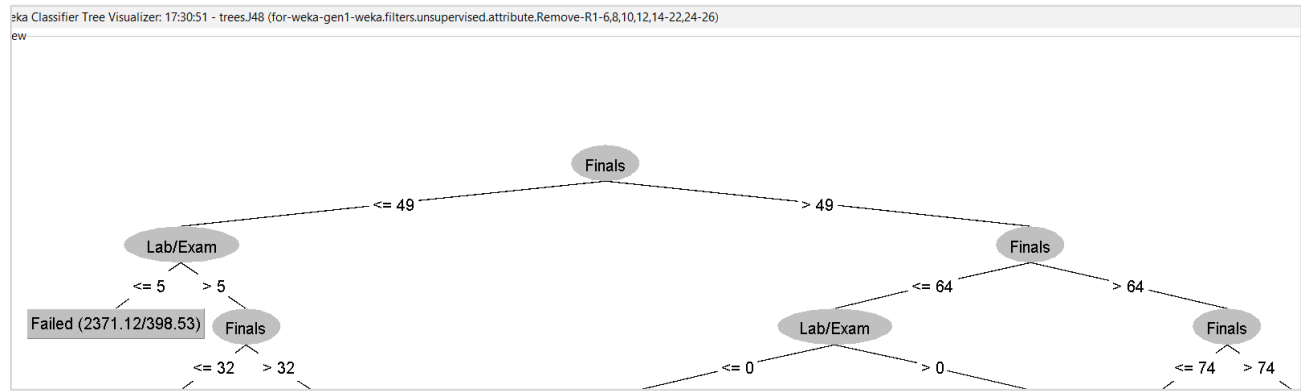 eka Classifier Tree Visualizer: 17:30:51 - trees.J48 (for-weka-gen1-weka.filters.unsupervised.attribute.Remove-R1-6,8,10,12,14-22,24-26)
ew
Finals
<= 49 > 49
Lab/Exam Finals
<= 5 > 5 <= 64 > 64
Failed (2371.12/398.53) Finals Lab/Exam Finals
<= 32 > 32 <= 0 > 0 <= 74 > 74